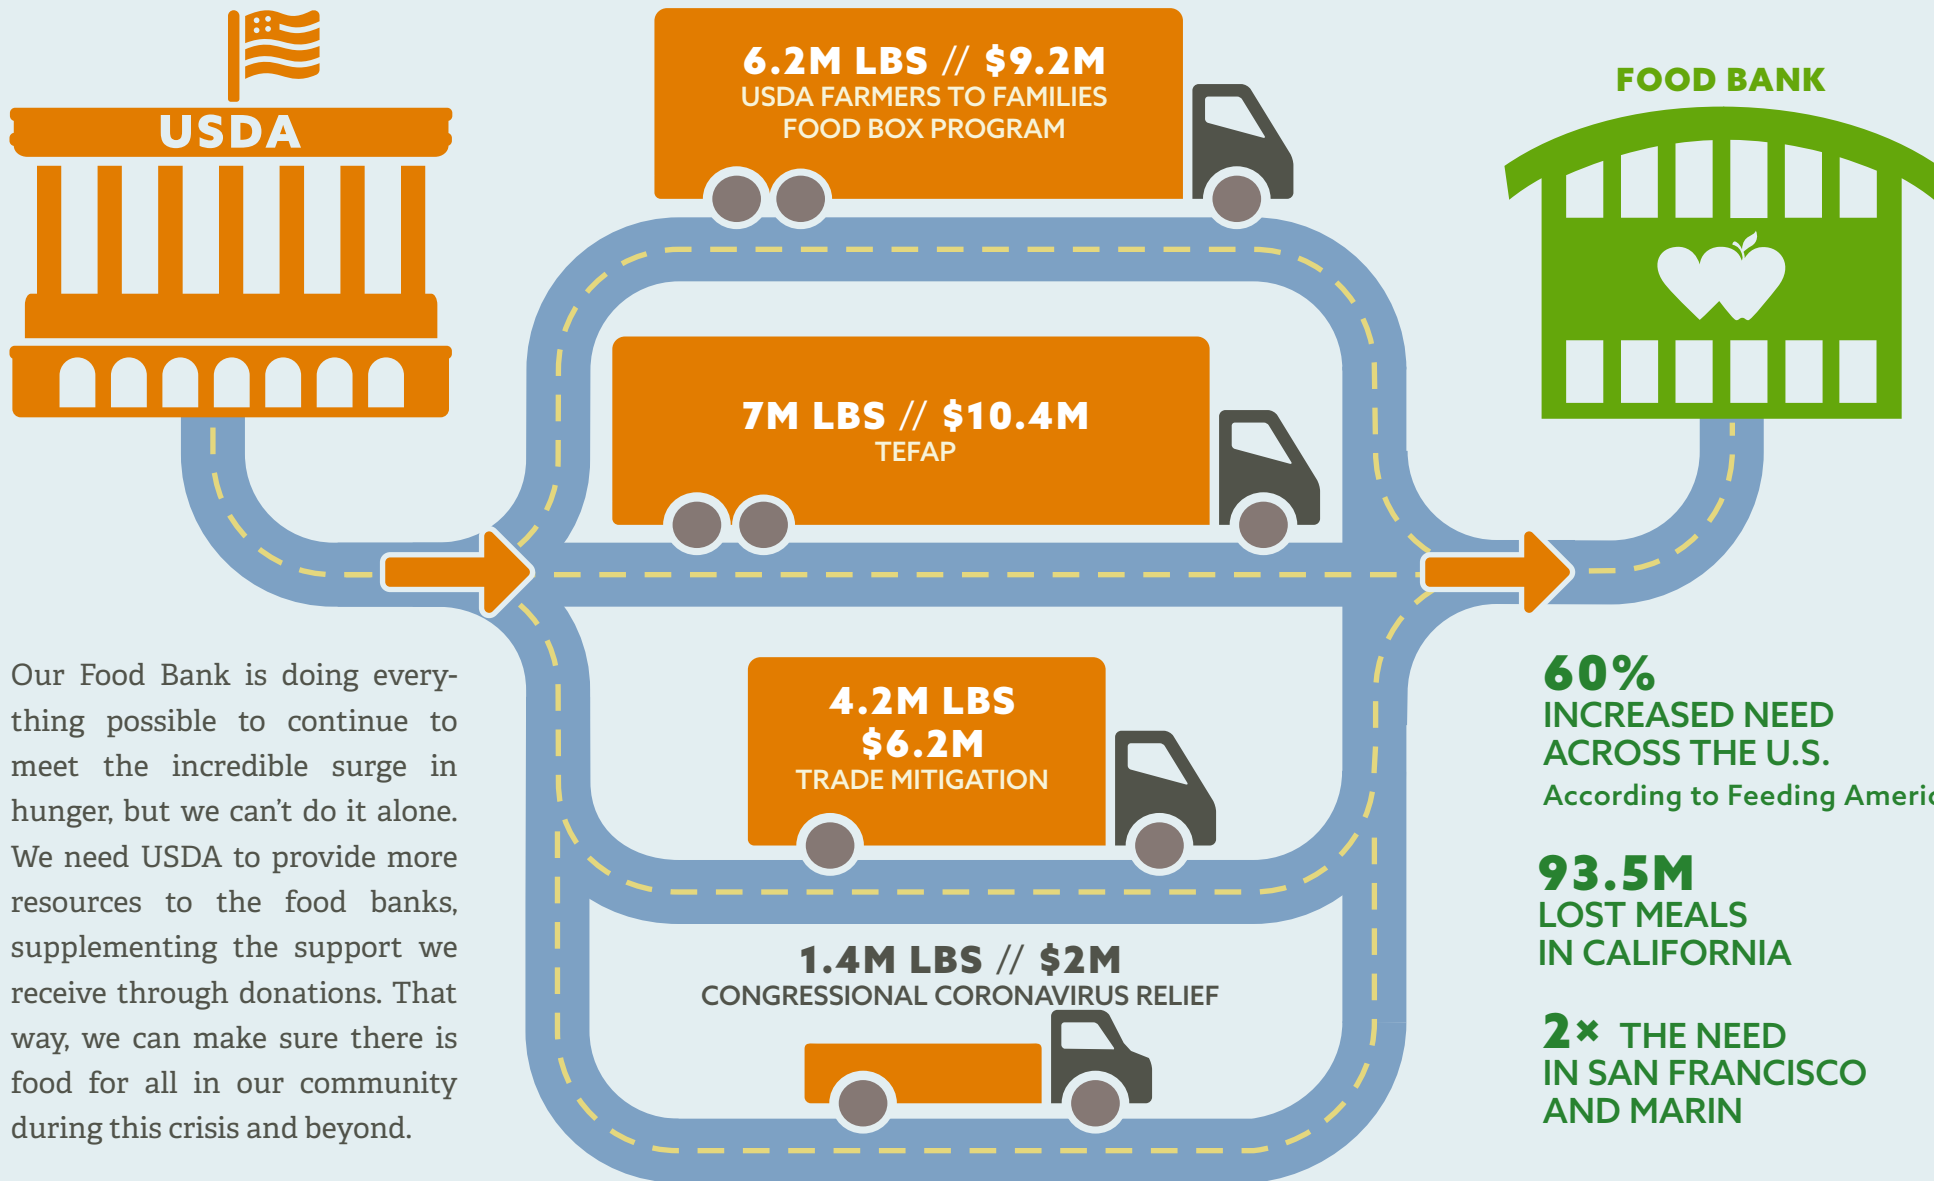 USDA
6.2M LBS // $9.2M
USDA FARMERS TO FAMILIES
FOOD BOX PROGRAM
FOOD BANK
7M LBS // $10.4M
TEFAP
4.2M LBS
$6.2M
TRADE MITIGATION
1.4M LBS // $2M
CONGRESSIONAL CORONAVIRUS RELIEF
Our Food Bank is doing every-
thing possible to continue to
meet the incredible surge in
hunger, but we can't do it alone.
We need USDA to provide more
resources to the food banks,
supplementing the support we
receive through donations. That
way, we can make sure there is
food for all in our community
during this crisis and beyond.
60%
INCREASED NEED
ACROSS THE U.S.
According to Feeding Americ
93.5M
LOST MEALS
IN CALIFORNIA
2× THE NEED
IN SAN FRANCISCO
AND MARIN